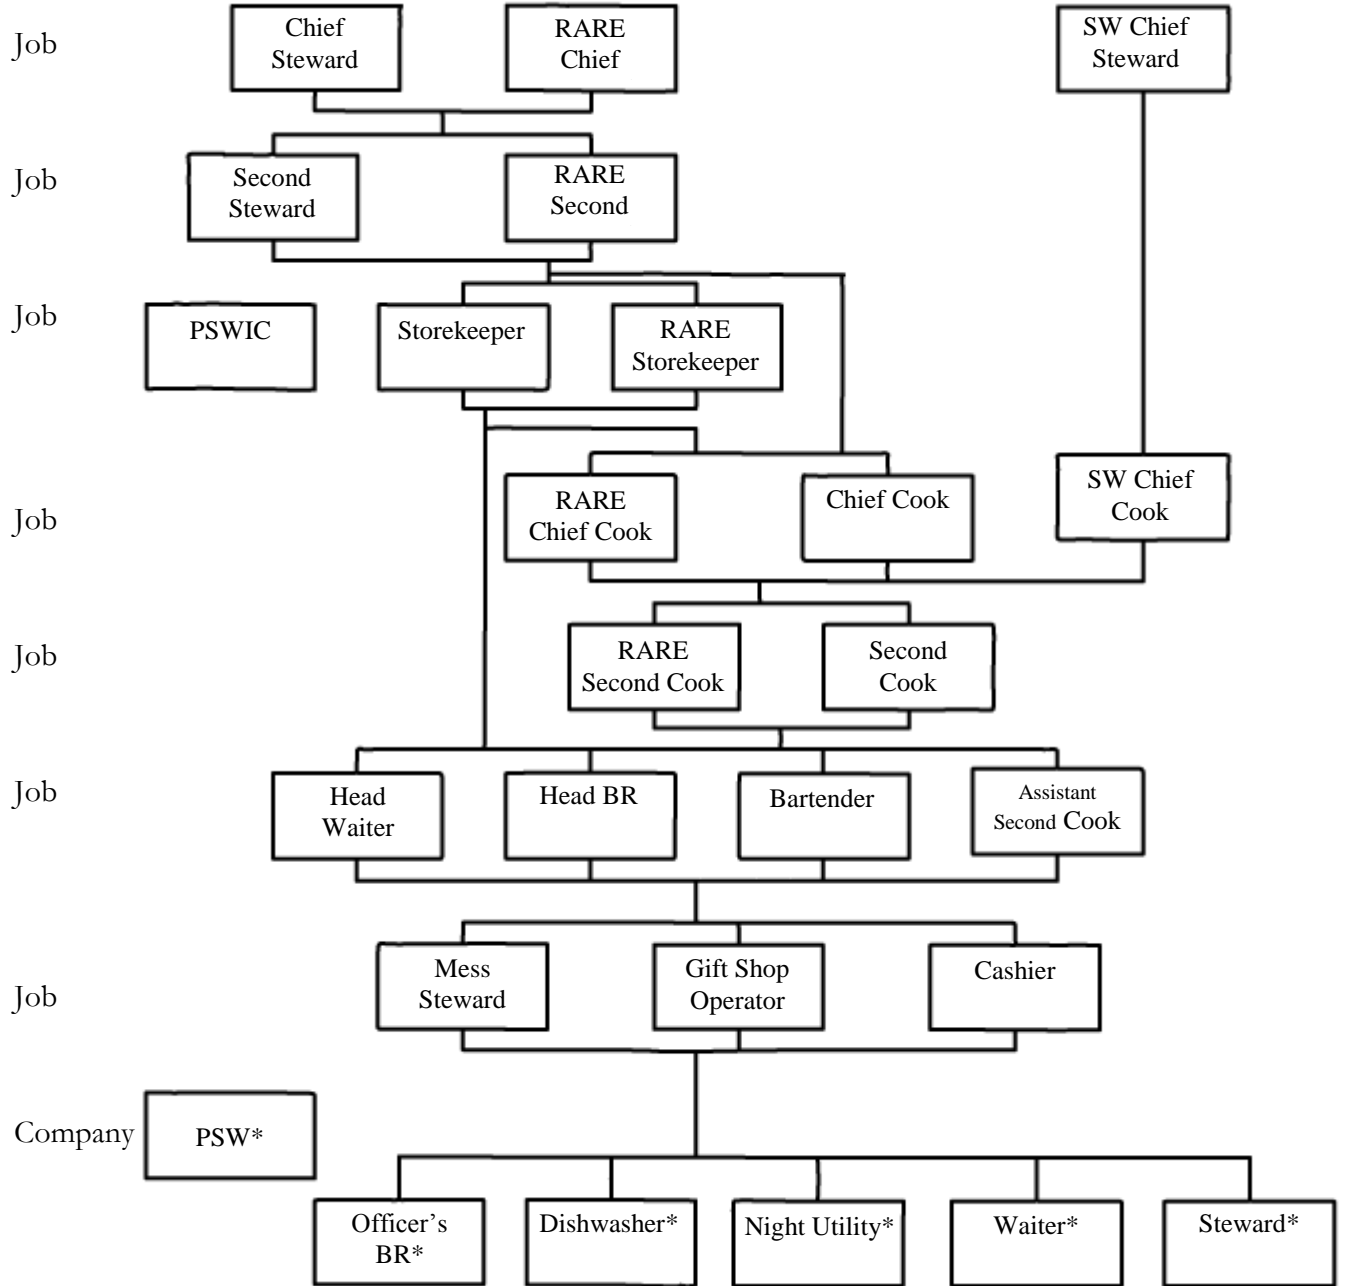 Job
Chief
Steward
RARE
Chief
SW Chief
Steward
Job
Second
Steward
RARE
Second
Job
PSWIC
Storekeeper
RARE
Storekeeper
Job
RARE
Chief Cook
Chief Cook
SW Chief
Cook
Job
RARE
Second Cook
Second
Cook
Job
Head
Waiter
Head BR
Bartender
Assistant
Second Cook
Job
Mess
Steward
Gift Shop
Operator
Cashier
Company
PSW*
Officer’s
BR*
Dishwasher*
Night Utility*
Waiter*
Steward*